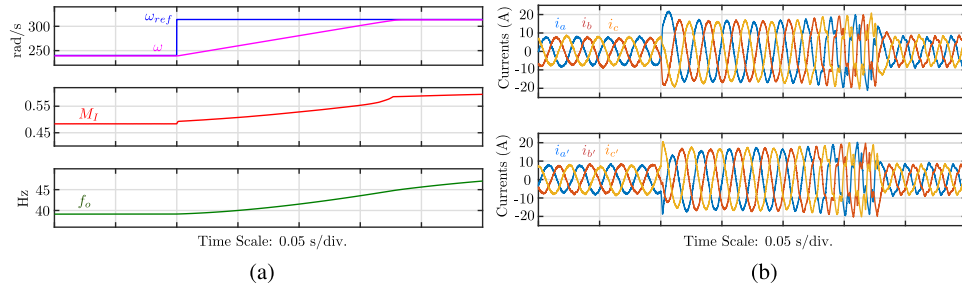 rad/s
300
250
ω_ref
ω
0.55
0.45
M_I
Hz
45
40
f_o
Time Scale: 0.05 s/div.
(a)
Currents (A)
20
10
0
-10
-20
i_a i_b i_c
Currents (A)
20
10
0
-10
-20
i_a' i_b' i_c'
Time Scale: 0.05 s/div.
(b)